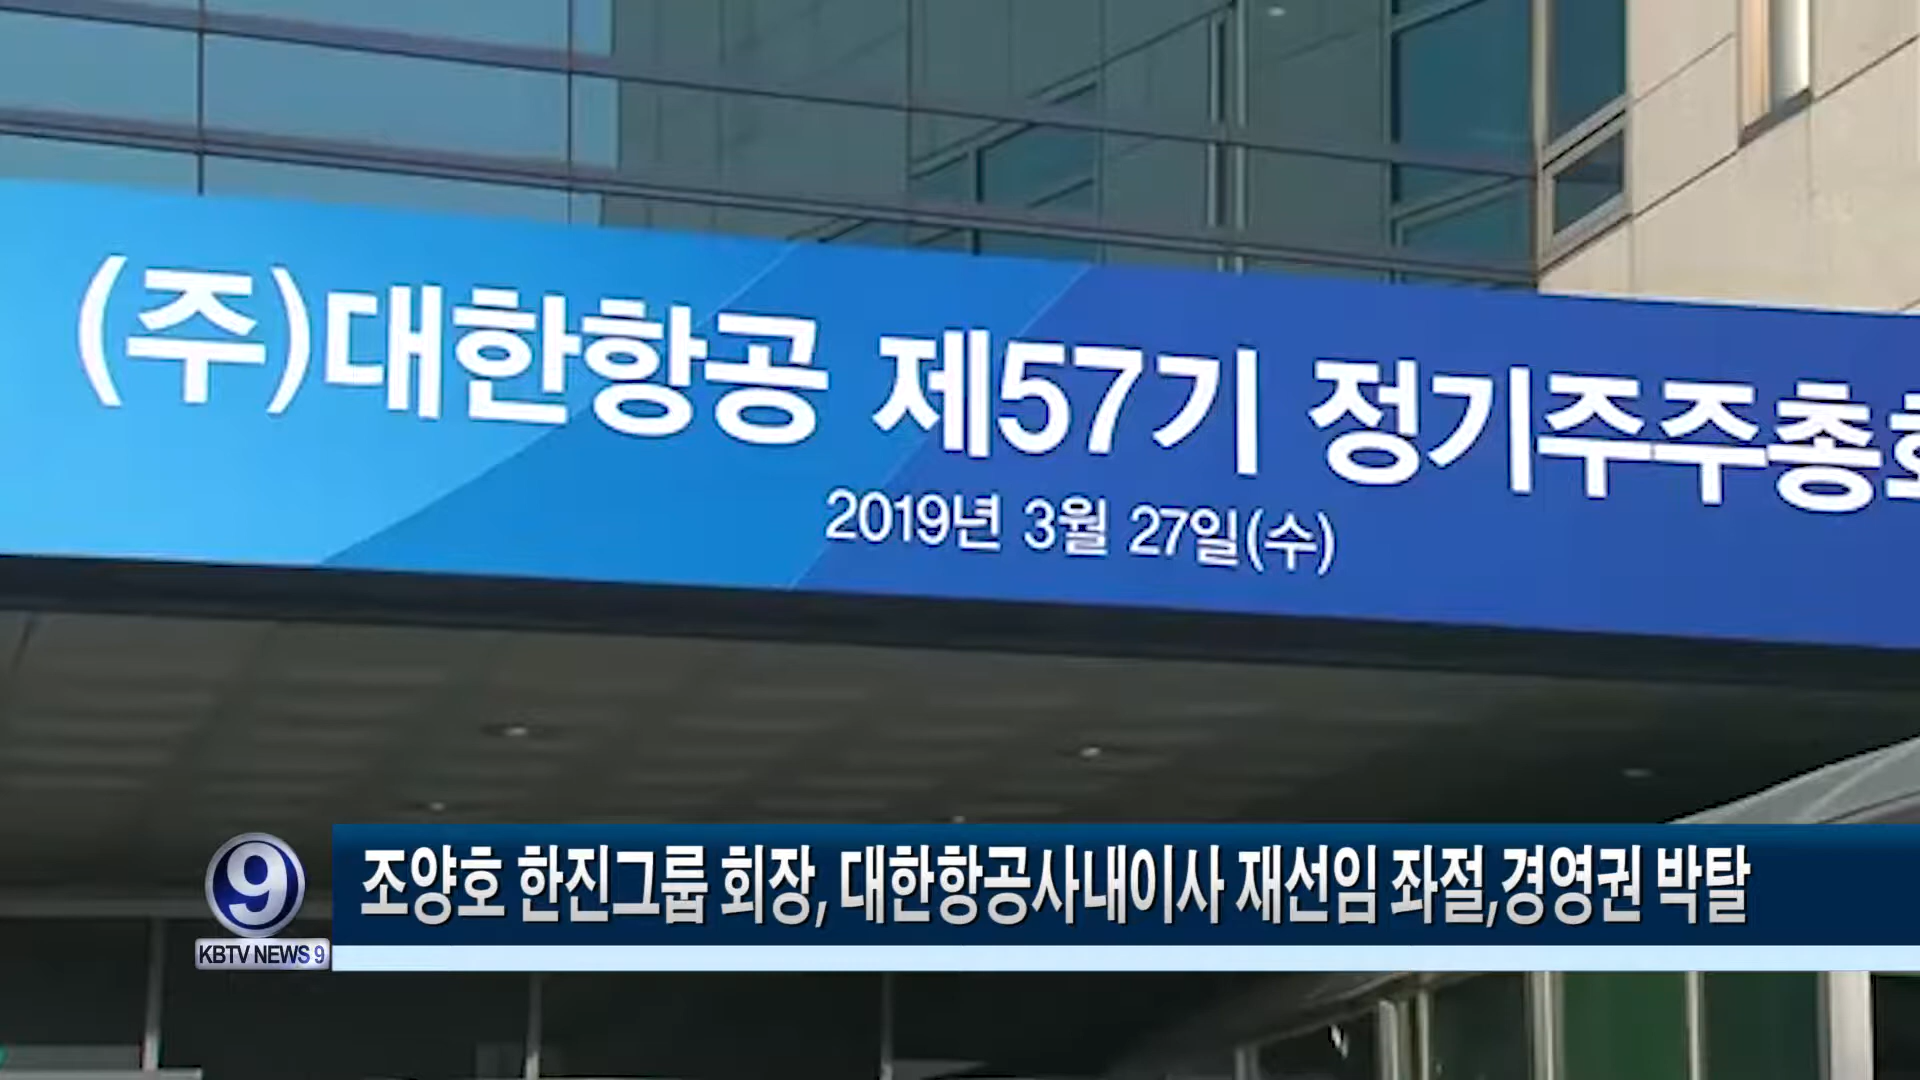 (주)대한항공 제57기 정기주주총회
2019년 3월 27일(수)
9
조양호 한진그룹 회장, 대한항공사내이사 재선임 좌절,경영권 박탈
KBTV NEWS 9